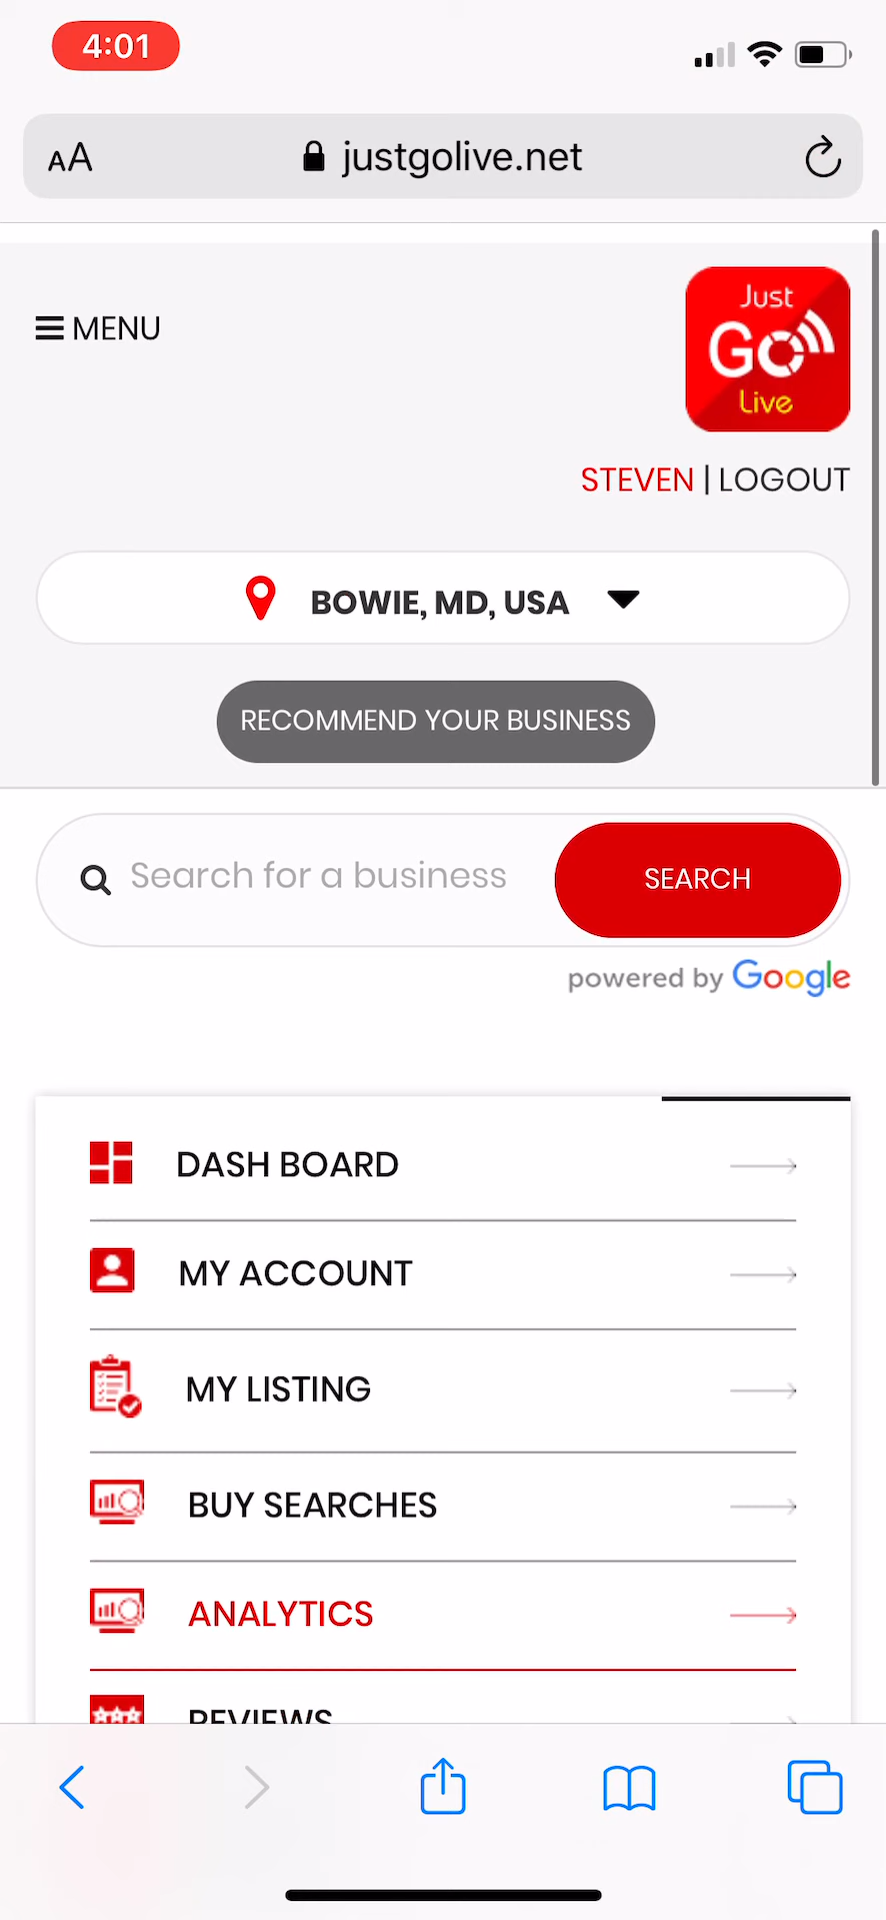 4:01
AA justgolive.net
MENU
Just
Go
Live
STEVEN | LOGOUT
BOWIE, MD, USA
RECOMMEND YOUR BUSINESS
Search for a business
SEARCH
powered by Google
DASH BOARD
MY ACCOUNT
MY LISTING
BUY SEARCHES
ANALYTICS
REVIEWS